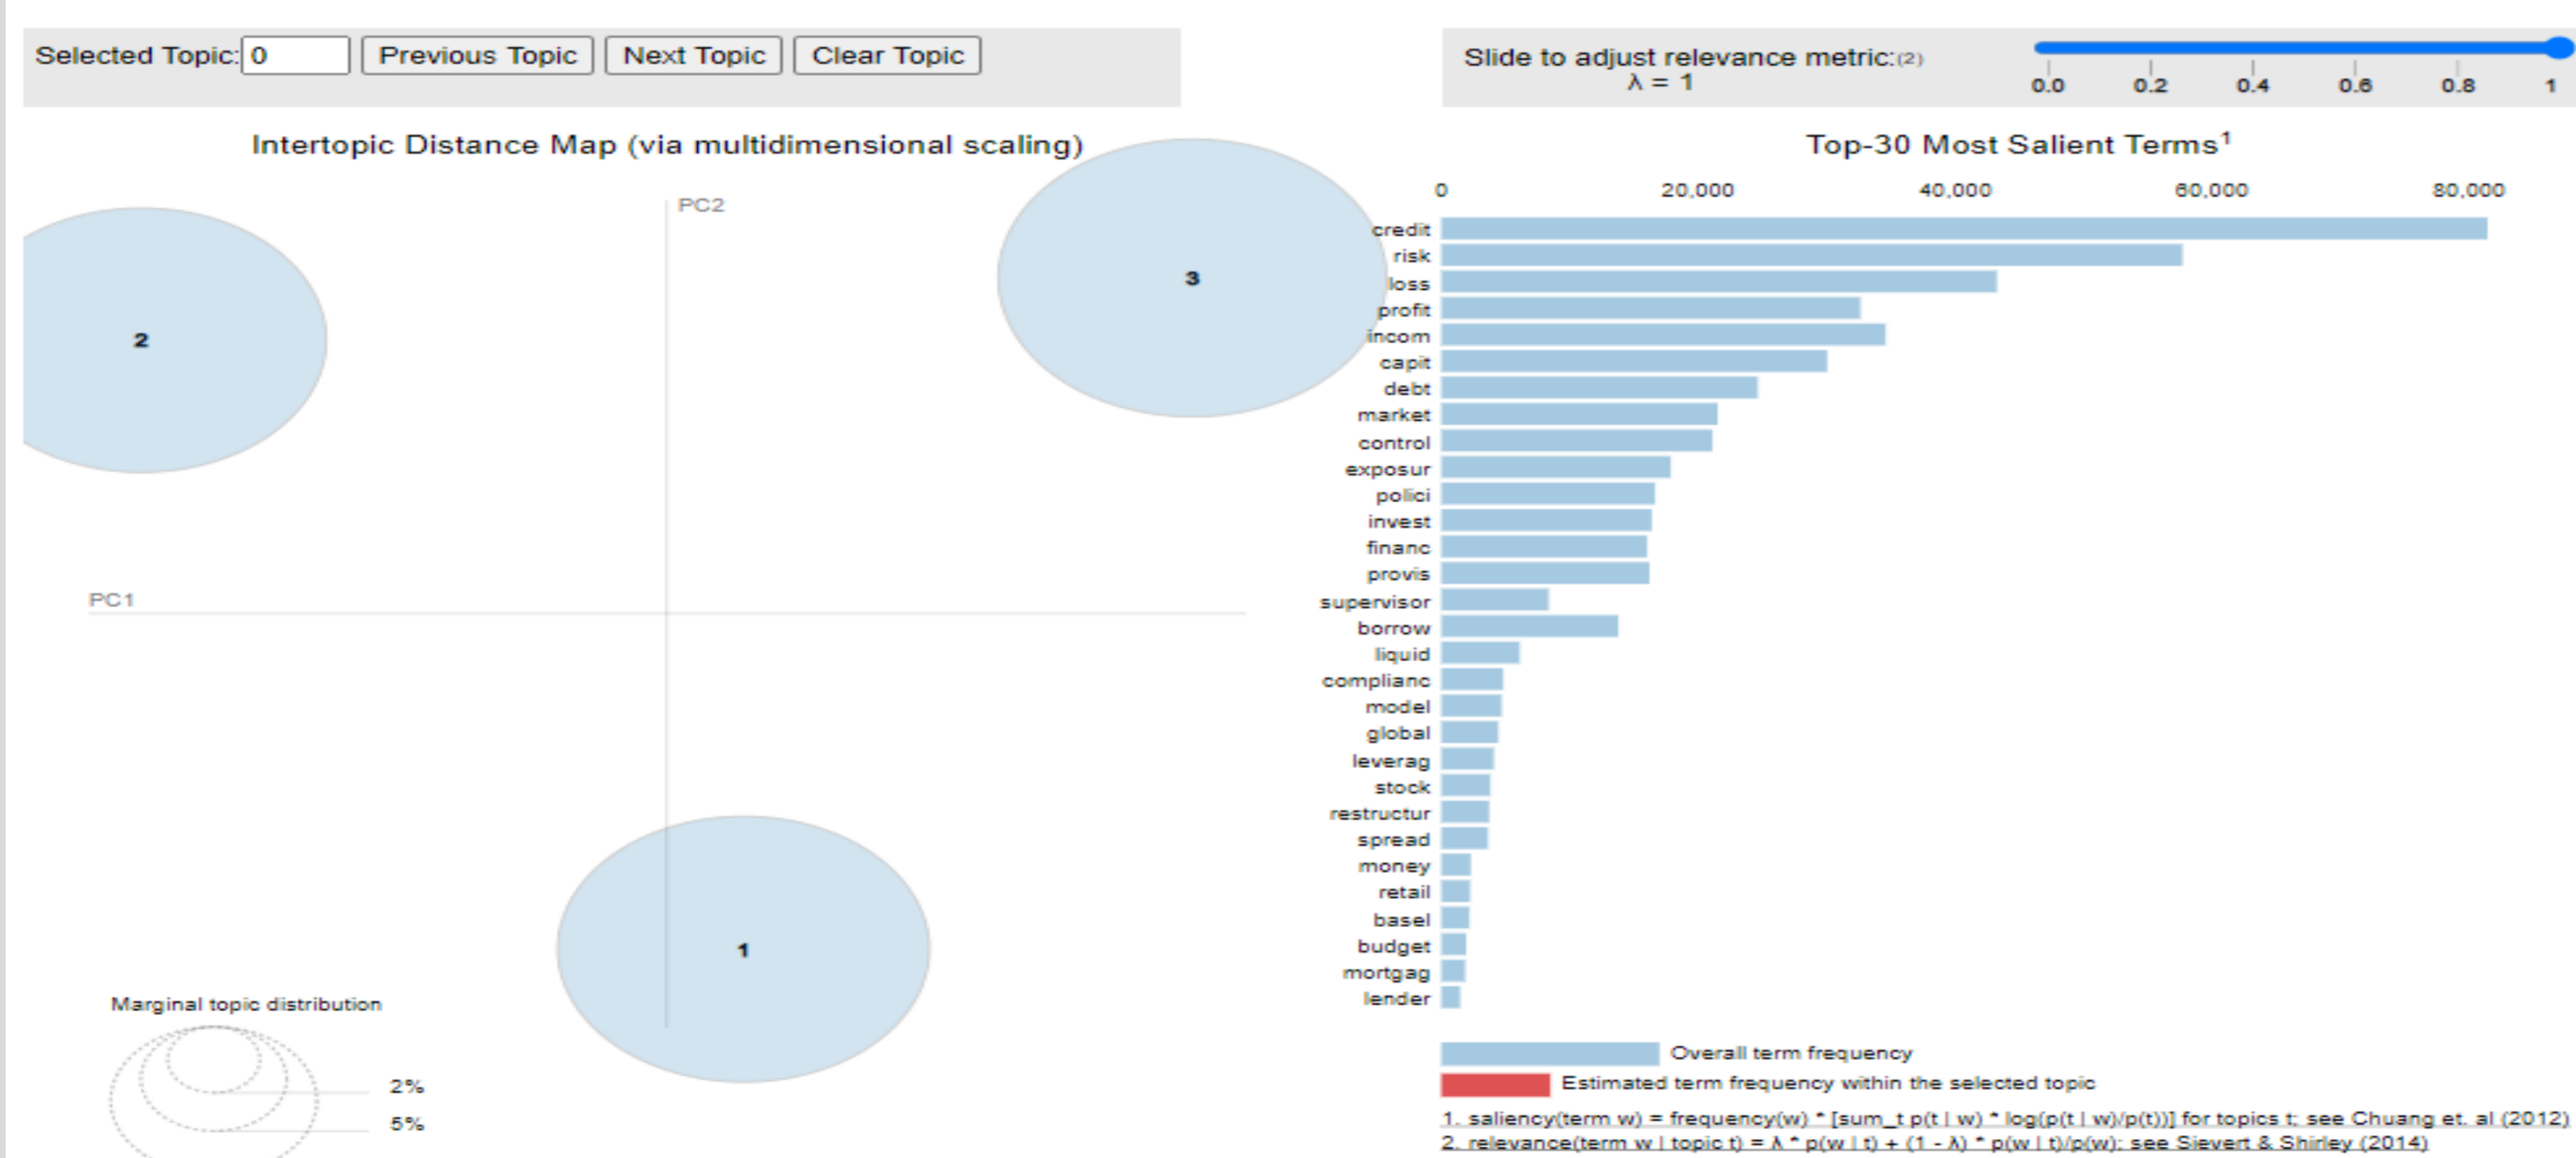 Selected Topic: 0 Previous Topic Next Topic Clear Topic
Slide to adjust relevance metric:(2)
λ = 1
0.0 0.2 0.4 0.6 0.8 1
Intertopic Distance Map (via multidimensional scaling)
PC2
PC1
2
3
1
Marginal topic distribution
2%
5%
Top-30 Most Salient Terms¹
0 20,000 40,000 60,000 80,000
credit
risk
loss
profit
incom
capit
debt
market
control
exposur
polici
invest
financ
provis
supervisor
borrow
liquid
complianc
model
global
leverag
stock
restructur
spread
money
retail
basel
budget
mortgag
lender
Overall term frequency
Estimated term frequency within the selected topic
1. saliency(term w) = frequency(w) * [sum_t p(t | w) * log(p(t | w)/p(t))] for topics t; see Chuang et. al (2012)
2. relevance(term w | topic t) = λ * p(w | t) + (1 - λ) * p(w | t)/p(w); see Sievert & Shirley (2014)